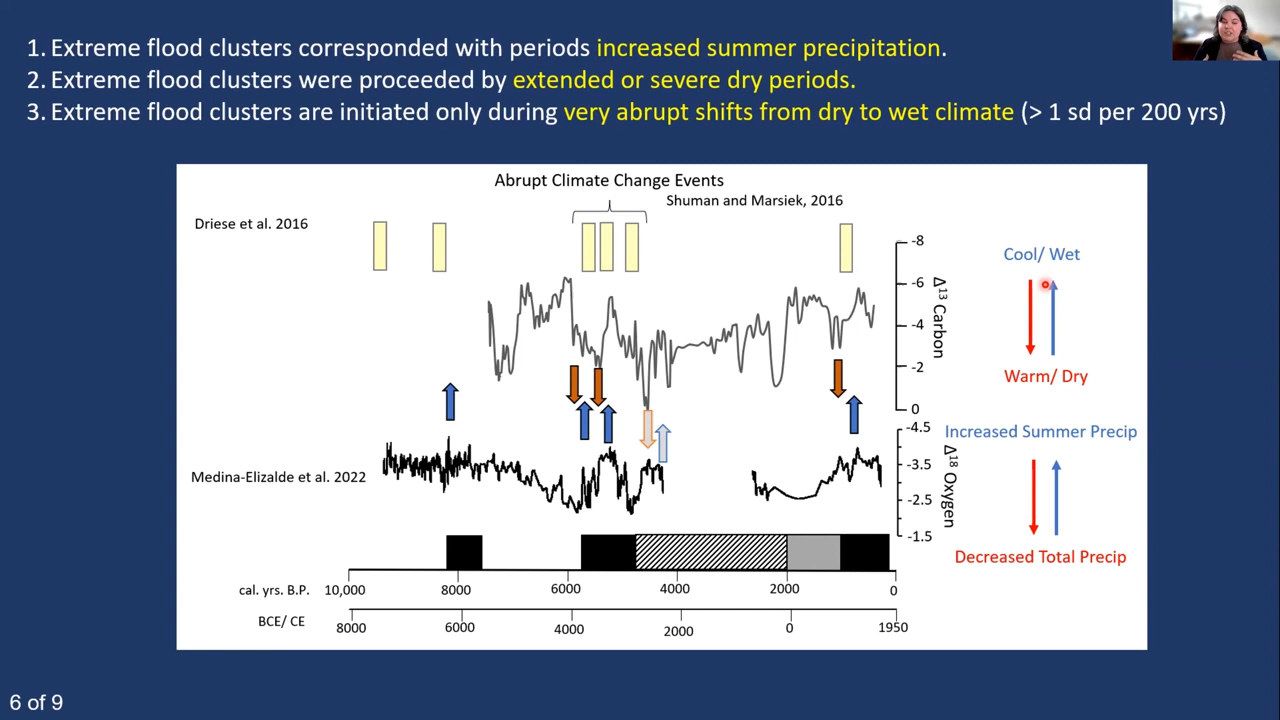 1. Extreme flood clusters corresponded with periods increased summer precipitation.
2. Extreme flood clusters were proceeded by extended or severe dry periods.
3. Extreme flood clusters are initiated only during very abrupt shifts from dry to wet climate (> 1 sd per 200 yrs)
Abrupt Climate Change Events
Shuman and Marsiek, 2016
Driese et al. 2016
-8
-6
-4
-2
0
Δ13 Carbon
Cool/ Wet
Warm/ Dry
-4.5
-3.5
-2.5
-1.5
Δ18 Oxygen
Increased Summer Precip
Decreased Total Precip
Medina-Elizalde et al. 2022
cal. yrs. B.P. 10,000 8000 6000 4000 2000 0
BCE/ CE 8000 6000 4000 2000 0 1950
6 of 9